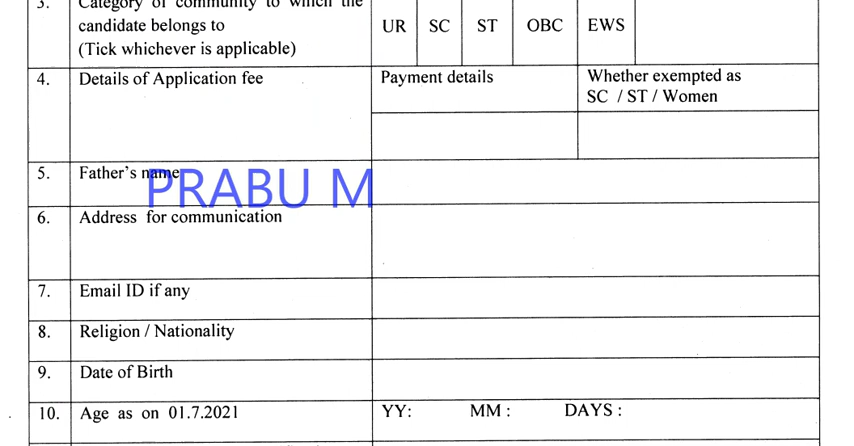 3. Category of community to which the
candidate belongs to
(Tick whichever is applicable)
UR SC ST OBC EWS
4. Details of Application fee
Payment details
Whether exempted as
SC / ST / Women
5. Father's name
PRABU M
6. Address for communication
7. Email ID if any
8. Religion / Nationality
9. Date of Birth
10. Age as on 01.7.2021
YY: MM : DAYS :